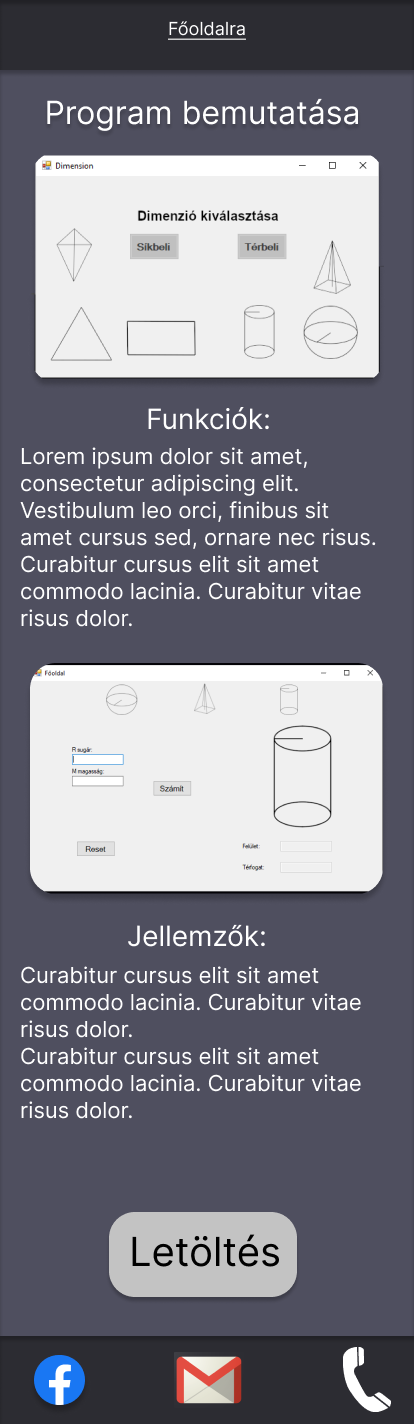 Főoldalra
Program bemutatása
Dimension
Dimenzió kiválasztása
Síkbeli Térbeli
Funkciók:
Lorem ipsum dolor sit amet,
consectetur adipiscing elit.
Vestibulum leo orci, finibus sit
amet cursus sed, ornare nec risus.
Curabitur cursus elit sit amet
commodo lacinia. Curabitur vitae
risus dolor.
Főoldal
R sugár:
M magasság:
Számít
Reset
Felület:
Térfogat:
Jellemzők:
Curabitur cursus elit sit amet
commodo lacinia. Curabitur vitae
risus dolor.
Curabitur cursus elit sit amet
commodo lacinia. Curabitur vitae
risus dolor.
Letöltés